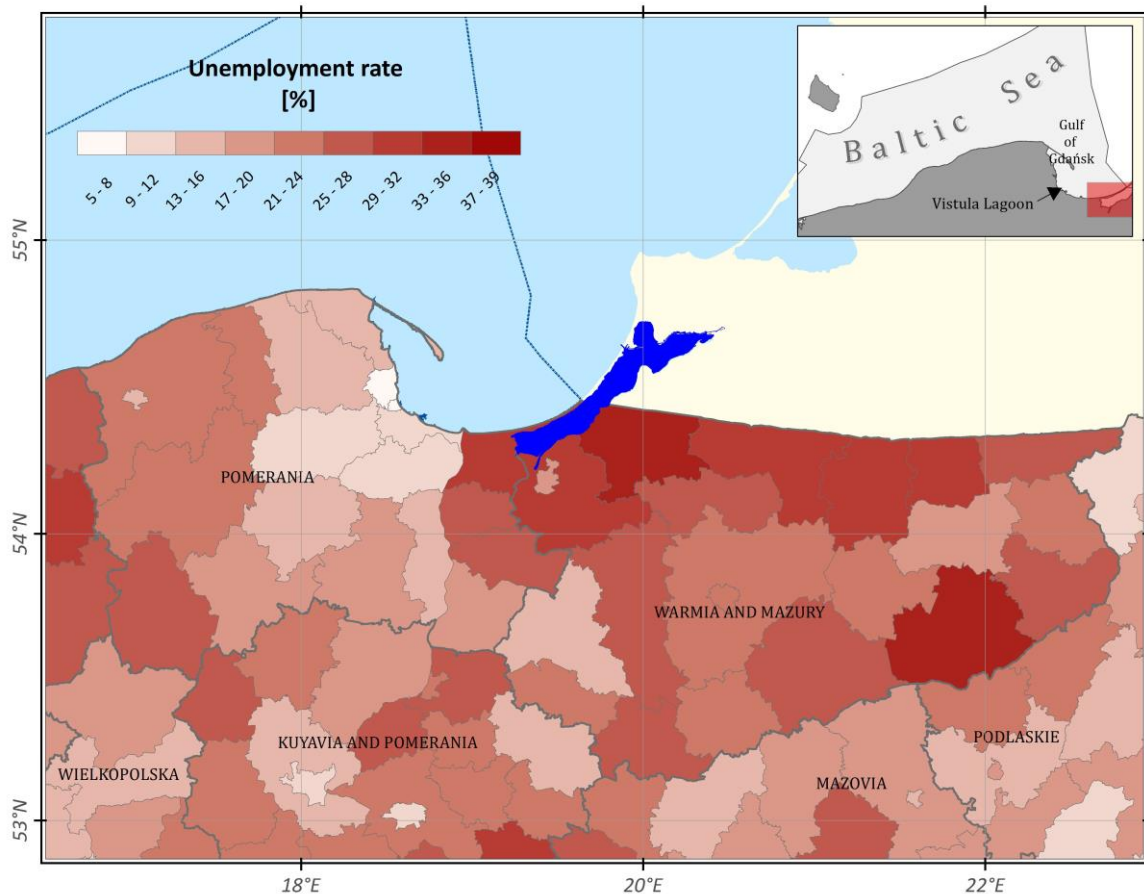 Unemployment rate
[%]
5 - 8
9 - 12
13 - 16
17 - 20
21 - 24
25 - 28
29 - 32
33 - 36
37 - 39
Baltic Sea
Gulf
of
Gdańsk
Vistula Lagoon
55°N
54°N
53°N
POMERANIA
WARMIA AND MAZURY
KUYAVIA AND POMERANIA
PODLASKIE
WIELKOPOLSKA
MAZOVIA
18°E
20°E
22°E